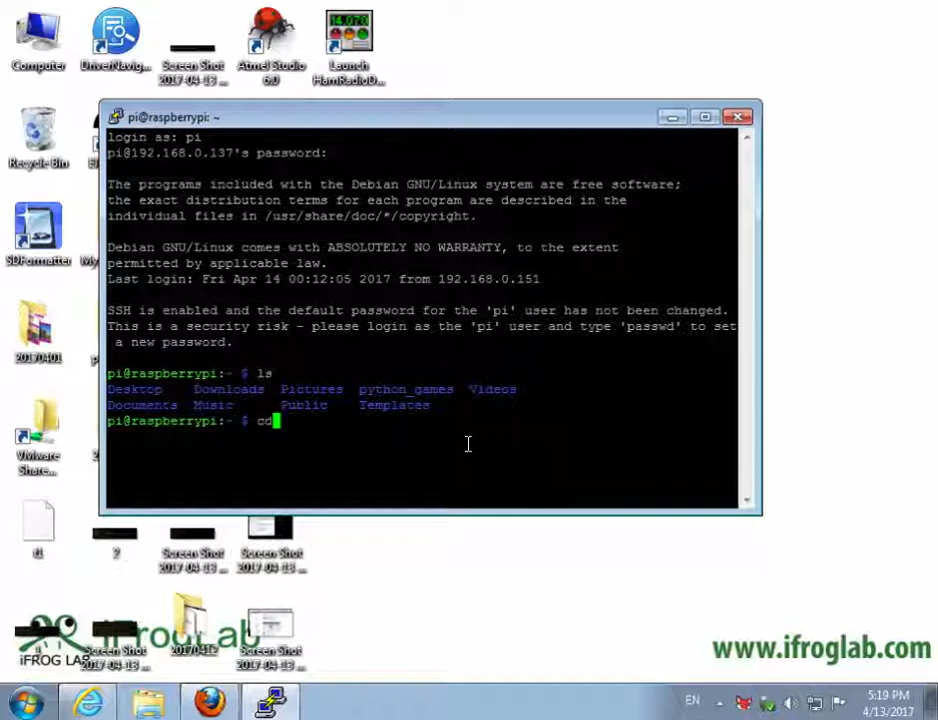 Computer
DriverNavig...
Screen Shot
2017-04-13 ...
Atmel Studio
6.0
Launch
HamRadioD...
14.070
Recycle Bin
SDFormatter
20170401
VMware
Share...
pi@raspberrypi: ~
login as: pi
pi@192.168.0.137's password:
The programs included with the Debian GNU/Linux system are free software;
the exact distribution terms for each program are described in the
individual files in /usr/share/doc/*/copyright.
Debian GNU/Linux comes with ABSOLUTELY NO WARRANTY, to the extent
permitted by applicable law.
Last login: Fri Apr 14 00:12:05 2017 from 192.168.0.151
SSH is enabled and the default password for the 'pi' user has not been changed.
This is a security risk - please login as the 'pi' user and type 'passwd' to set
a new password.
pi@raspberrypi:~ $ ls
Desktop Downloads Pictures python_games Videos
Documents Music Public Templates
pi@raspberrypi:~ $ cd
2
Screen Shot
2017-04-13 ...
Screen Shot
2017-04-13 ...
iFROG LAB
iFrogLab
Screen Shot
2017-04-13 ...
20170412
Screen Shot
2017-04-13 ...
www.ifroglab.com
EN
5:19 PM
4/13/2017